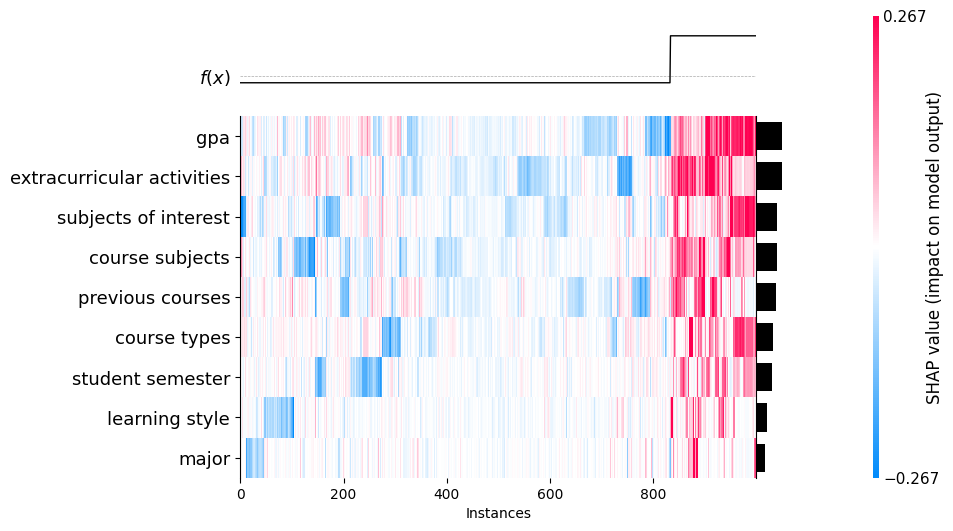 0.267
f(x)
gpa
extracurricular activities
subjects of interest
course subjects
previous courses
course types
student semester
learning style
major
0 200 400 600 800
Instances
SHAP value (impact on model output)
−0.267